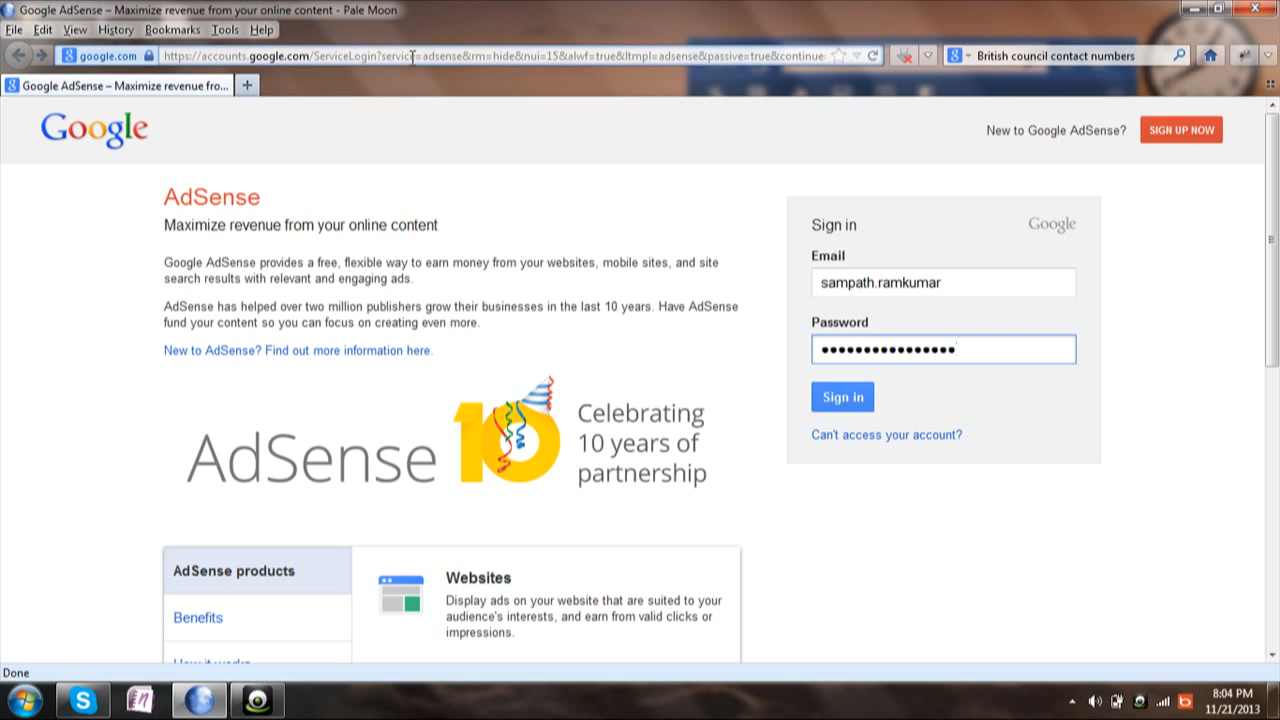 Google AdSense – Maximize revenue from your online content - Pale Moon
File Edit View History Bookmarks Tools Help
google.com https://accounts.google.com/ServiceLogin?service=adsense&rm=hide&nui=15&alwf=true&ltmpl=adsense&passive=true&continue British council contact numbers
Google AdSense – Maximize revenue fro...
Google
New to Google AdSense? SIGN UP NOW
AdSense
Maximize revenue from your online content
Google AdSense provides a free, flexible way to earn money from your websites, mobile sites, and site
search results with relevant and engaging ads.
AdSense has helped over two million publishers grow their businesses in the last 10 years. Have AdSense
fund your content so you can focus on creating even more.
New to AdSense? Find out more information here.
AdSense 10
Celebrating
10 years of
partnership
Sign in Google
Email
sampath.ramkumar
Password
••••••••••••••••
Sign in
Can't access your account?
AdSense products
Benefits
How it works
Websites
Display ads on your website that are suited to your
audience's interests, and earn from valid clicks or
impressions.
Done
8:04 PM
11/21/2013